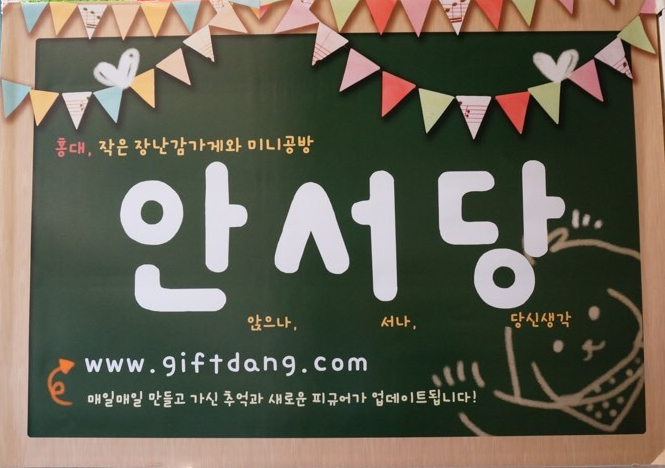 홍대, 작은 장난감가게와 미니공방
안서당
앉으나, 서나, 당신생각
www.giftdang.com
매일매일 만들고 가신 추억과 새로운 피규어가 업데이트됩니다!